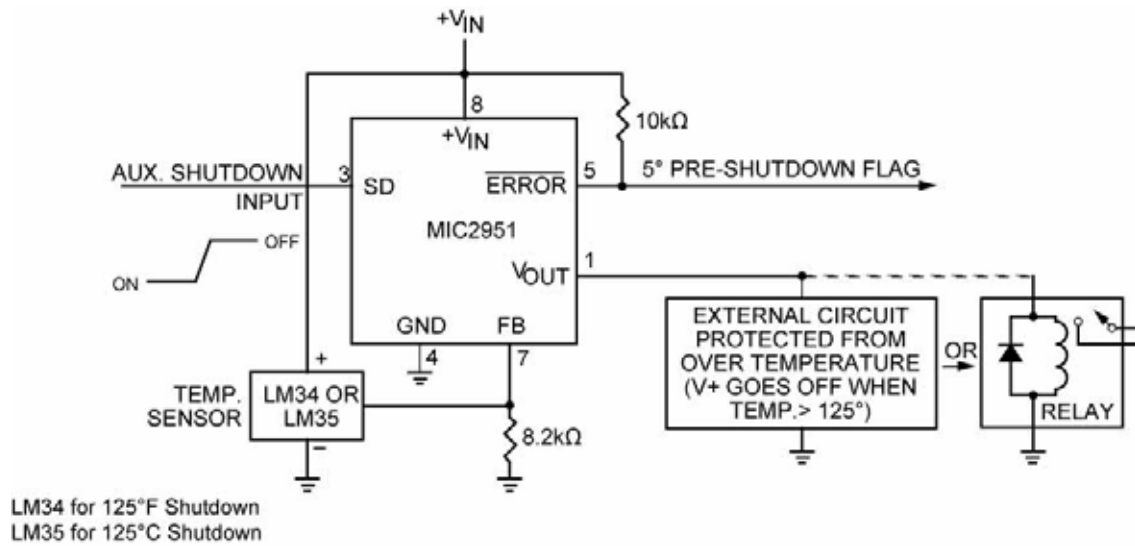 +VIN
8
+VIN
10kΩ
AUX. SHUTDOWN
INPUT
3
SD
ERROR
5
5° PRE-SHUTDOWN FLAG
MIC2951
OFF
ON
VOUT
1
GND
FB
4
7
EXTERNAL CIRCUIT
PROTECTED FROM
OVER TEMPERATURE
(V+ GOES OFF WHEN
TEMP.> 125°)
OR
RELAY
+
TEMP.
SENSOR
LM34 OR
LM35
–
8.2kΩ
LM34 for 125°F Shutdown
LM35 for 125°C Shutdown